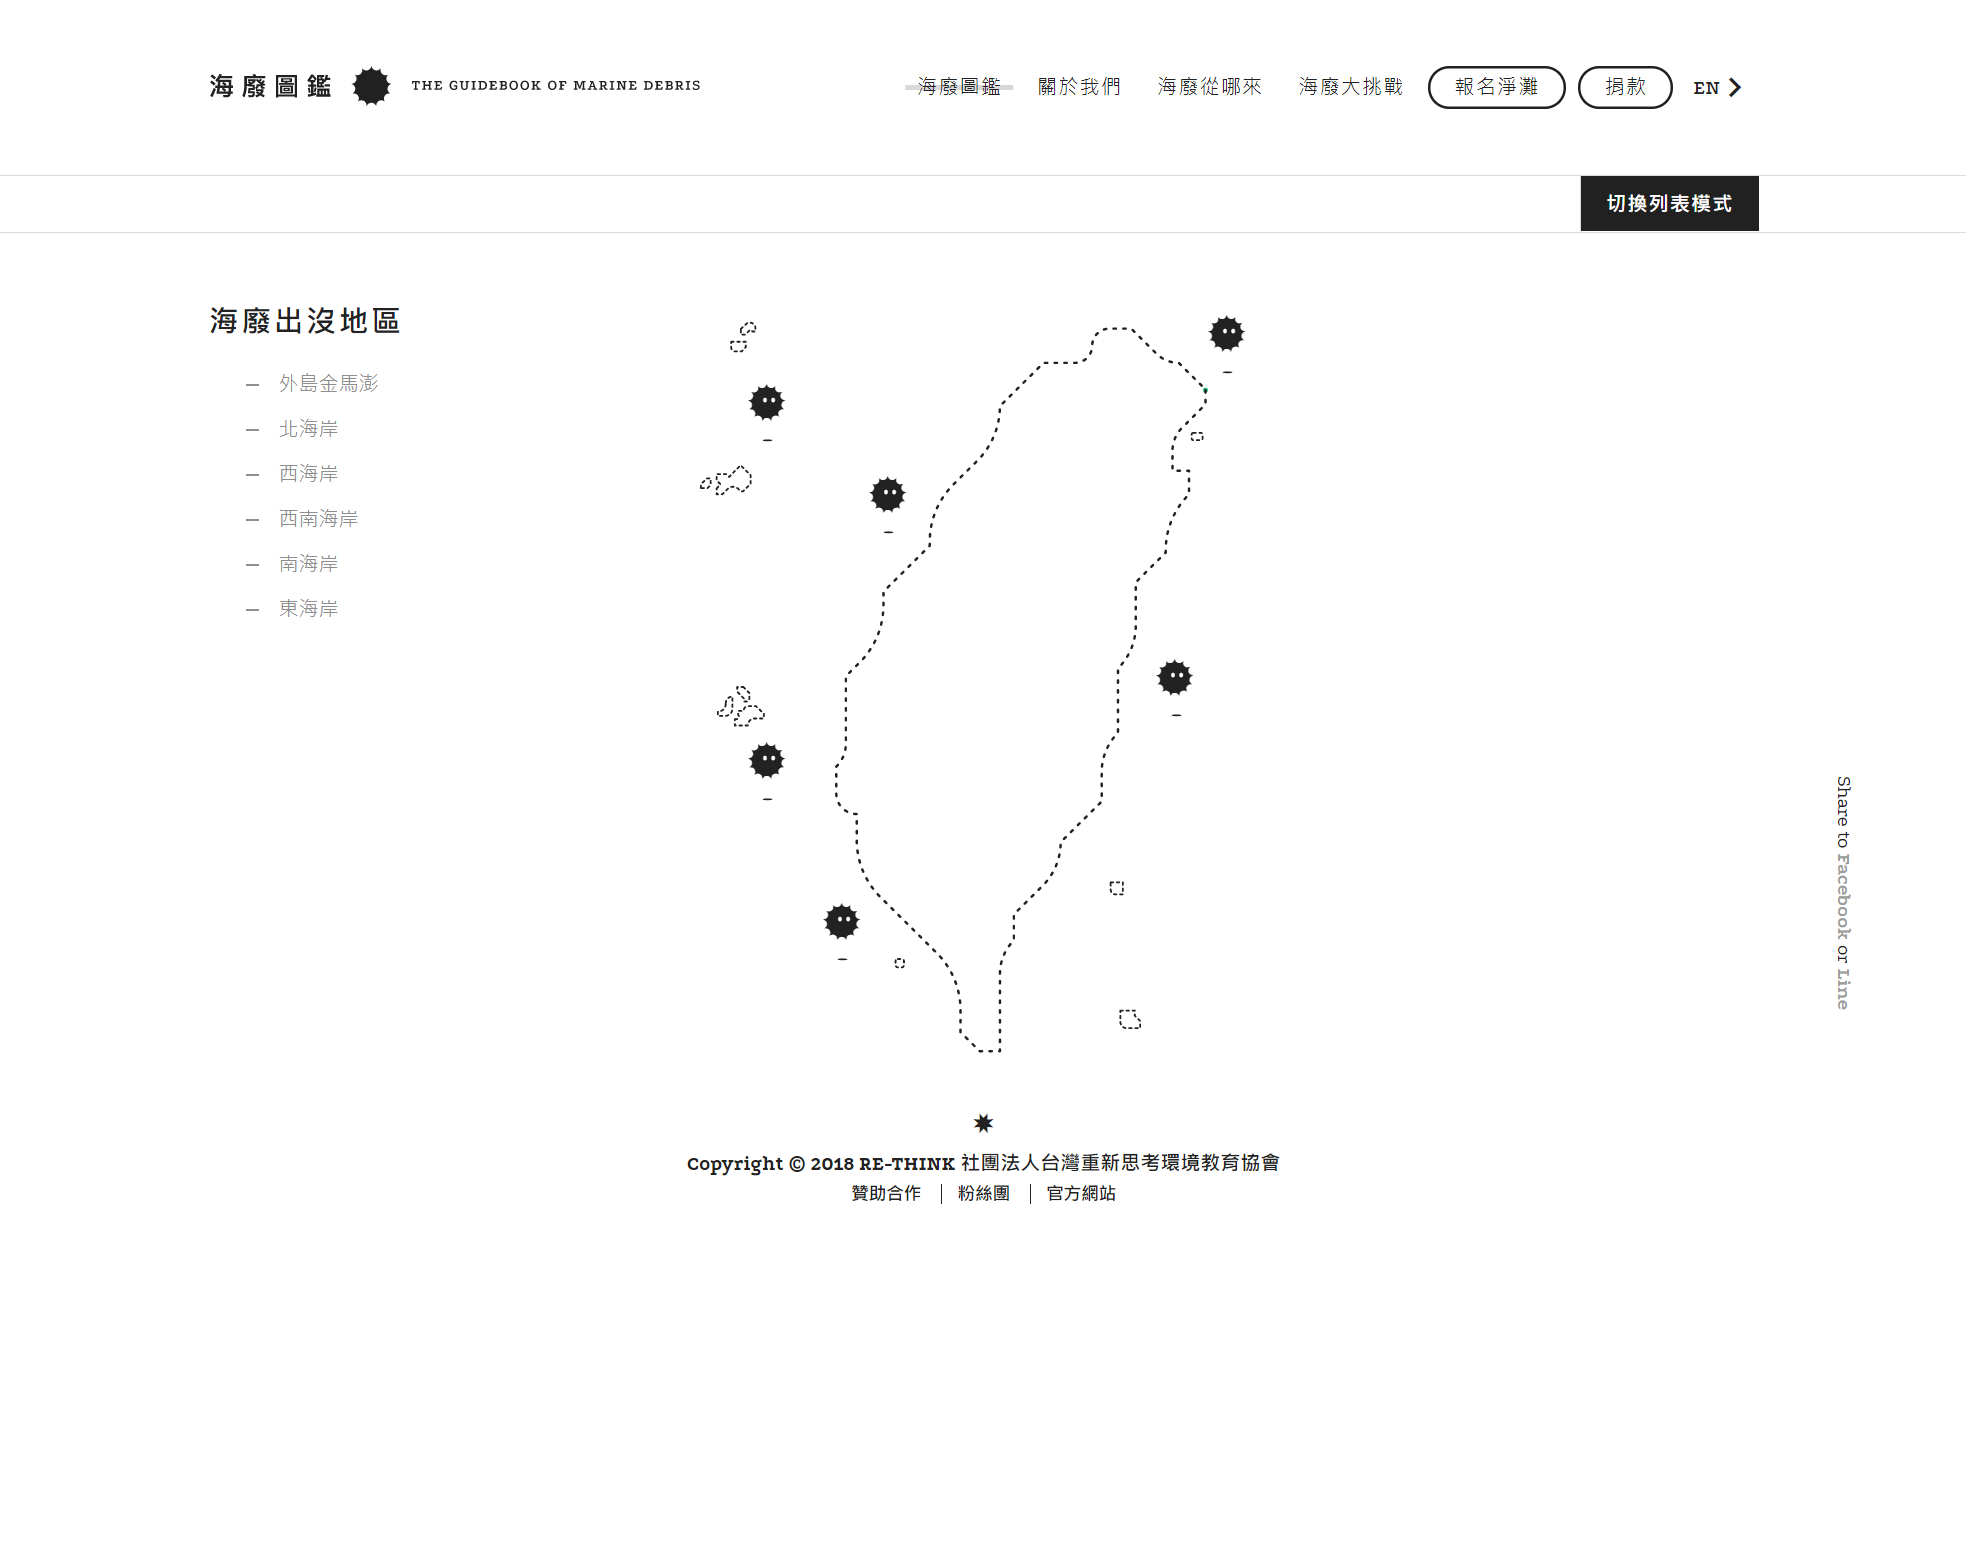 海廢圖鑑 THE GUIDEBOOK OF MARINE DEBRIS
海廢圖鑑 關於我們 海廢從哪來 海廢大挑戰 報名淨灘 捐款 EN
切換列表模式
海廢出沒地區
外島金馬澎
北海岸
西海岸
西南海岸
南海岸
東海岸
Share to Facebook or Line
Copyright © 2018 RE-THINK 社團法人台灣重新思考環境教育協會
贊助合作 粉絲團 官方網站